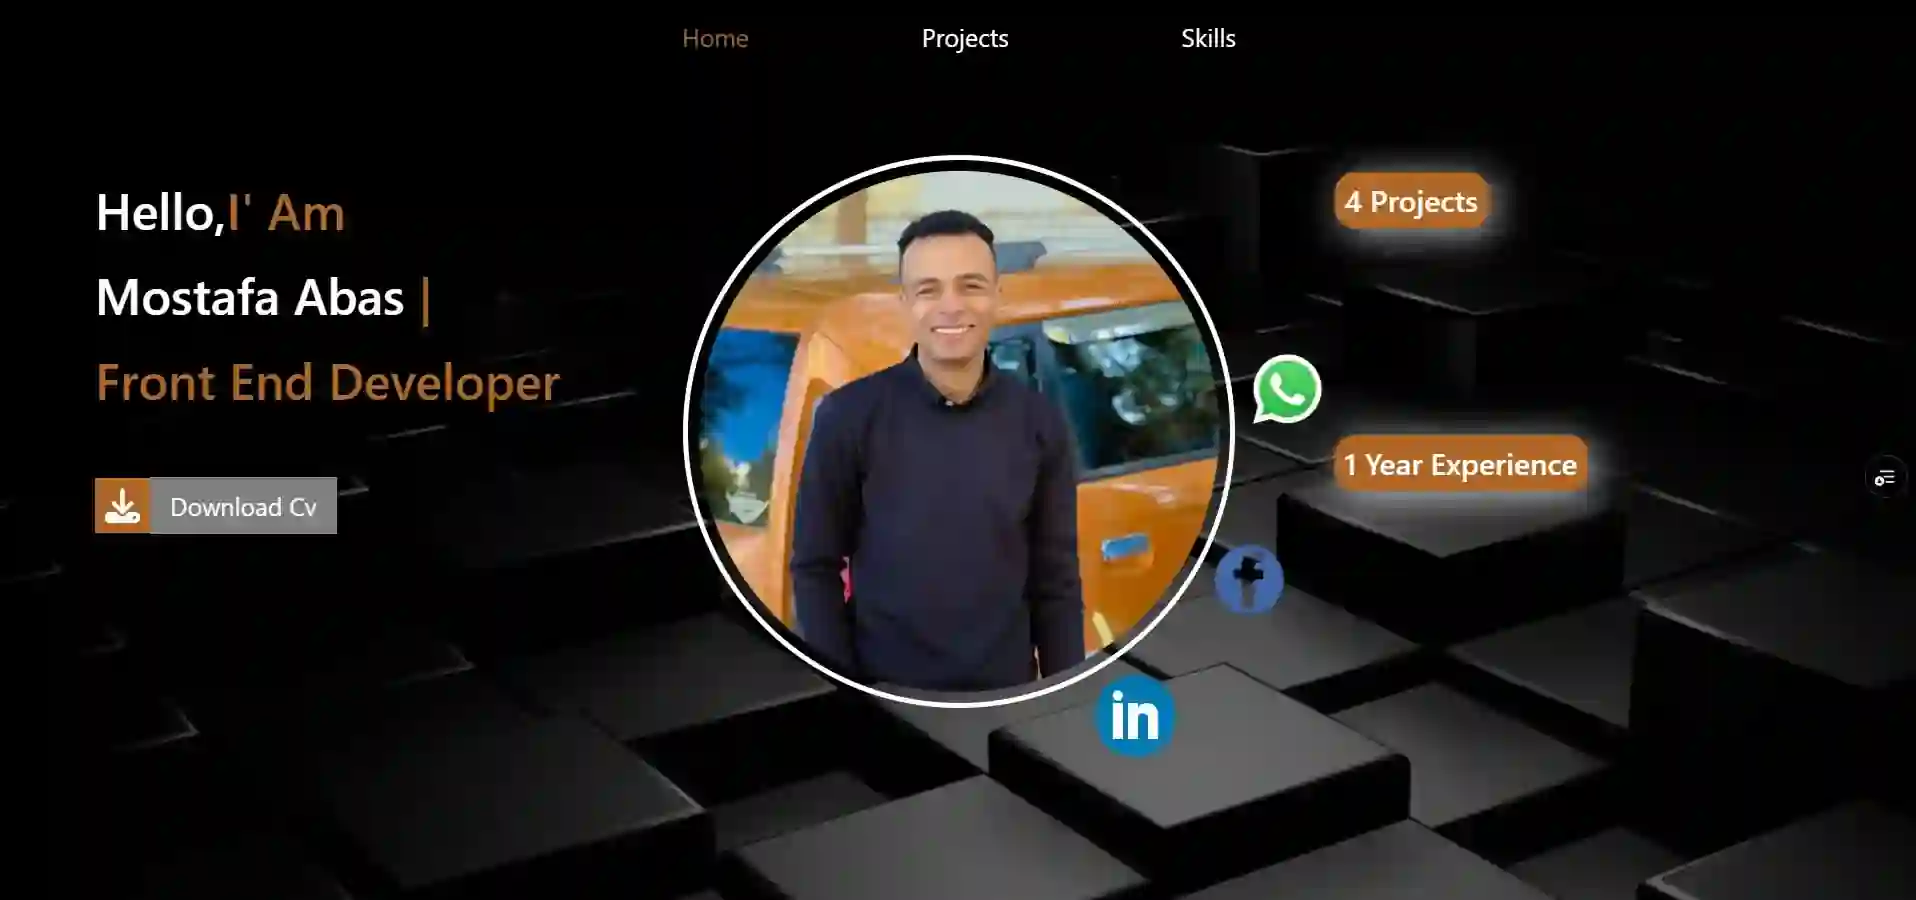 Home Projects Skills
Hello,I' Am
Mostafa Abas |
Front End Developer
Download Cv
4 Projects
1 Year Experience
in